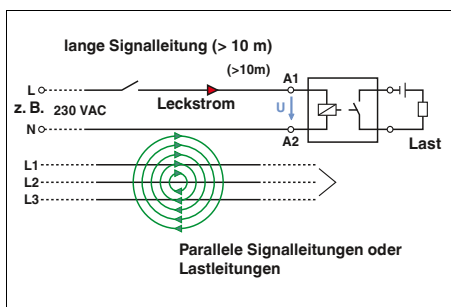 lange Signalleitung (> 10 m)
(>10m)
A1
L
Leckstrom
U
z. B. 230 VAC
N
A2
Last
L1
L2
L3
Parallele Signalleitungen oder
Lastleitungen